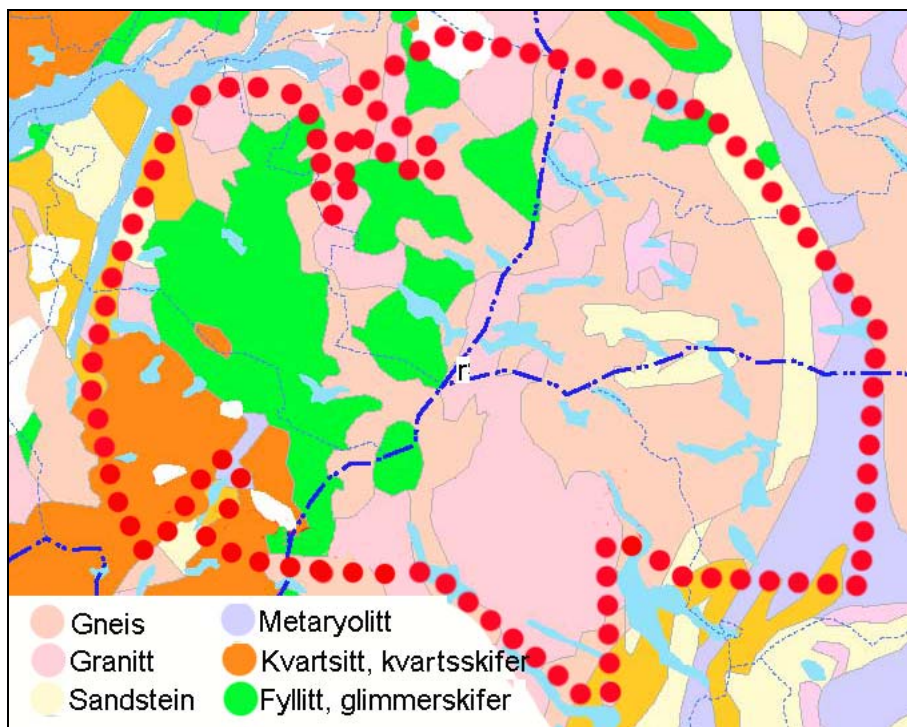 r
Gneis
Granitt
Sandstein
Metaryolitt
Kvartsitt, kvartsskifer
Fyllitt, glimmerskifer